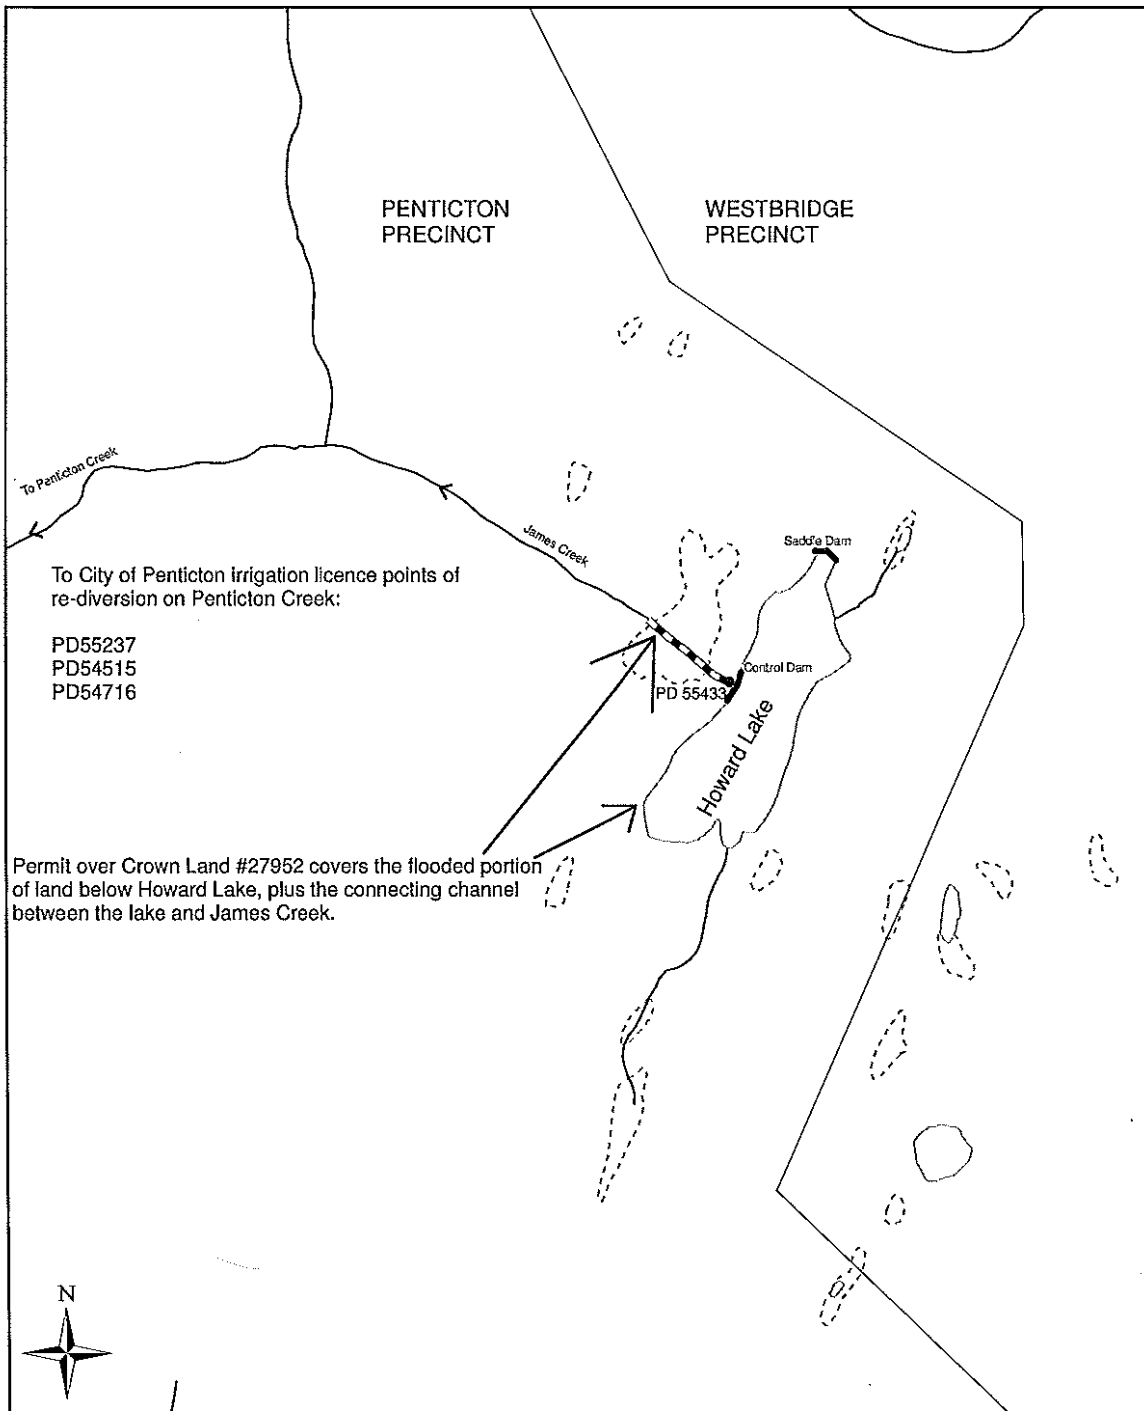 PENTICTON
PRECINCT
WESTBRIDGE
PRECINCT
To Penticton Creek
James Creek
Saddle Dam
To City of Penticton irrigation licence points of
re-diversion on Penticton Creek:
PD55237
PD54515
PD54716
Control Dam
PD 55433
Howard Lake
Permit over Crown Land #27952 covers the flooded portion
of land below Howard Lake, plus the connecting channel
between the lake and James Creek.
N